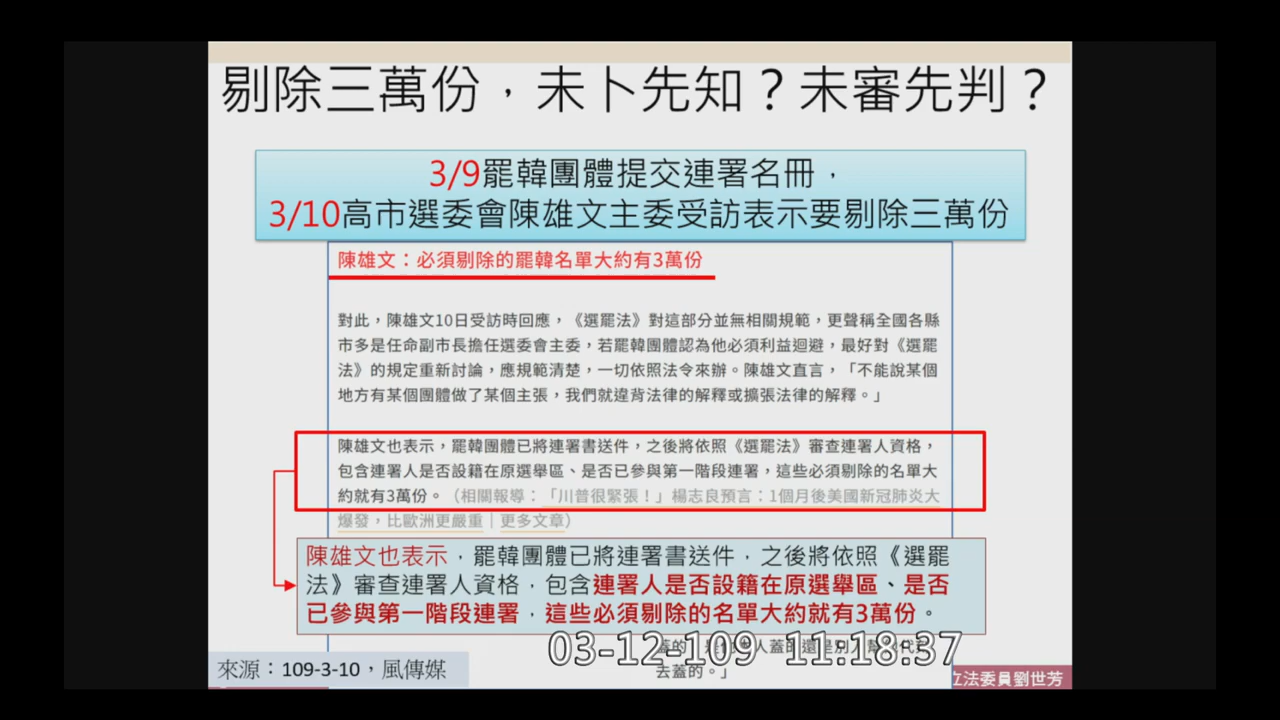 剔除三萬份，未卜先知？未審先判？
3/9罷韓團體提交連署名冊，
3/10高市選委會陳雄文主委受訪表示要剔除三萬份
陳雄文：必須剔除的罷韓名單大約有3萬份
對此，陳雄文10日受訪時回應，《選罷法》對這部分並無相關規範，更聲稱全國各縣
市多是任命副市長擔任選委會主委，若罷韓團體認為他必須利益迴避，最好對《選罷
法》的規定重新討論，應規範清楚，一切依照法令來辦。陳雄文直言，「不能說某個
地方有某個團體做了某個主張，我們就違背法律的解釋或擴張法律的解釋。」
陳雄文也表示，罷韓團體已將連署書送件，之後將依照《選罷法》審查連署人資格，
包含連署人是否設籍在原選舉區、是否已參與第一階段連署，這些必須剔除的名單大
約就有3萬份。（相關報導：「川普很緊張！」楊志良預言：1個月後美國新冠肺炎大
爆發，比歐洲更嚴重｜更多文章）
陳雄文也表示，罷韓團體已將連署書送件，之後將依照《選罷
法》審查連署人資格，包含連署人是否設籍在原選舉區、是否
已參與第一階段連署，這些必須剔除的名單大約就有3萬份。
03-12-109 11.18.37
去蓋的。」
來源：109-3-10，風傳媒
立法委員劉世芳